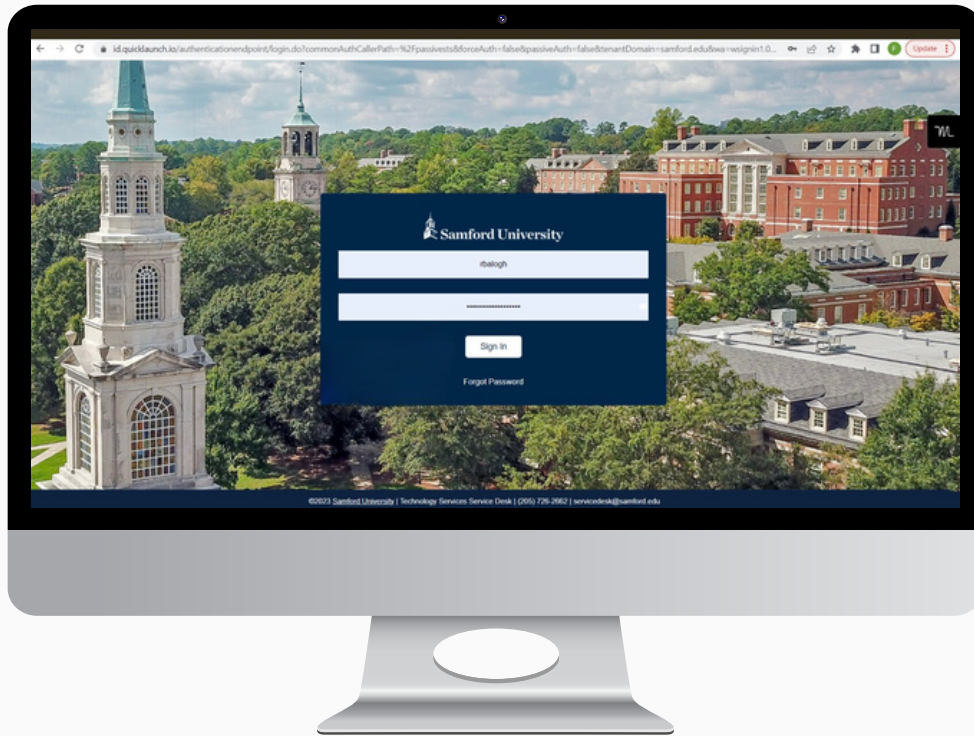 id.quicklaunch.io/authenticationendpoint/login.do?commonAuthCallerPath=%2Fpassivests&forceAuth=false&passiveAuth=false&tenantDomain=samford.edu&wa=wsignin1.0...
Update
Samford University
rbalogh
Sign In
Forgot Password
©2023 Samford University | Technology Services Service Desk | (205) 726-2662 | servicedesk@samford.edu